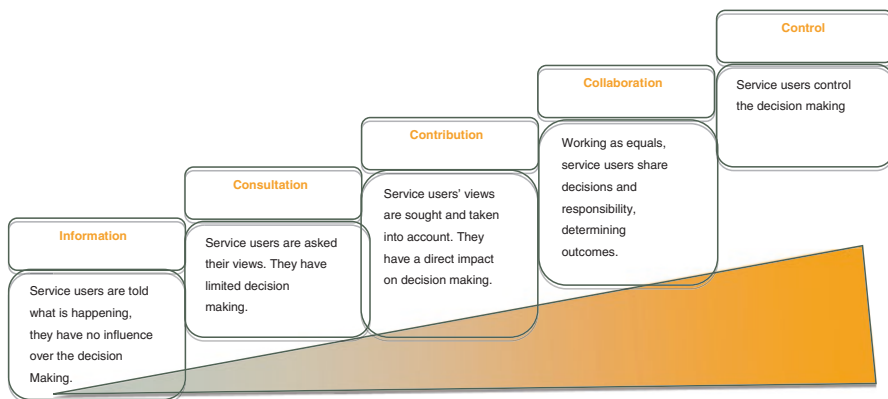 Information
Service users are told
what is happening,
they have no influence
over the decision
Making.
Consultation
Service users are asked
their views. They have
limited decision
making.
Contribution
Service users' views
are sought and taken
into account. They
have a direct impact
on decision making.
Collaboration
Working as equals,
service users share
decisions and
responsibility,
determining
outcomes.
Control
Service users control
the decision making